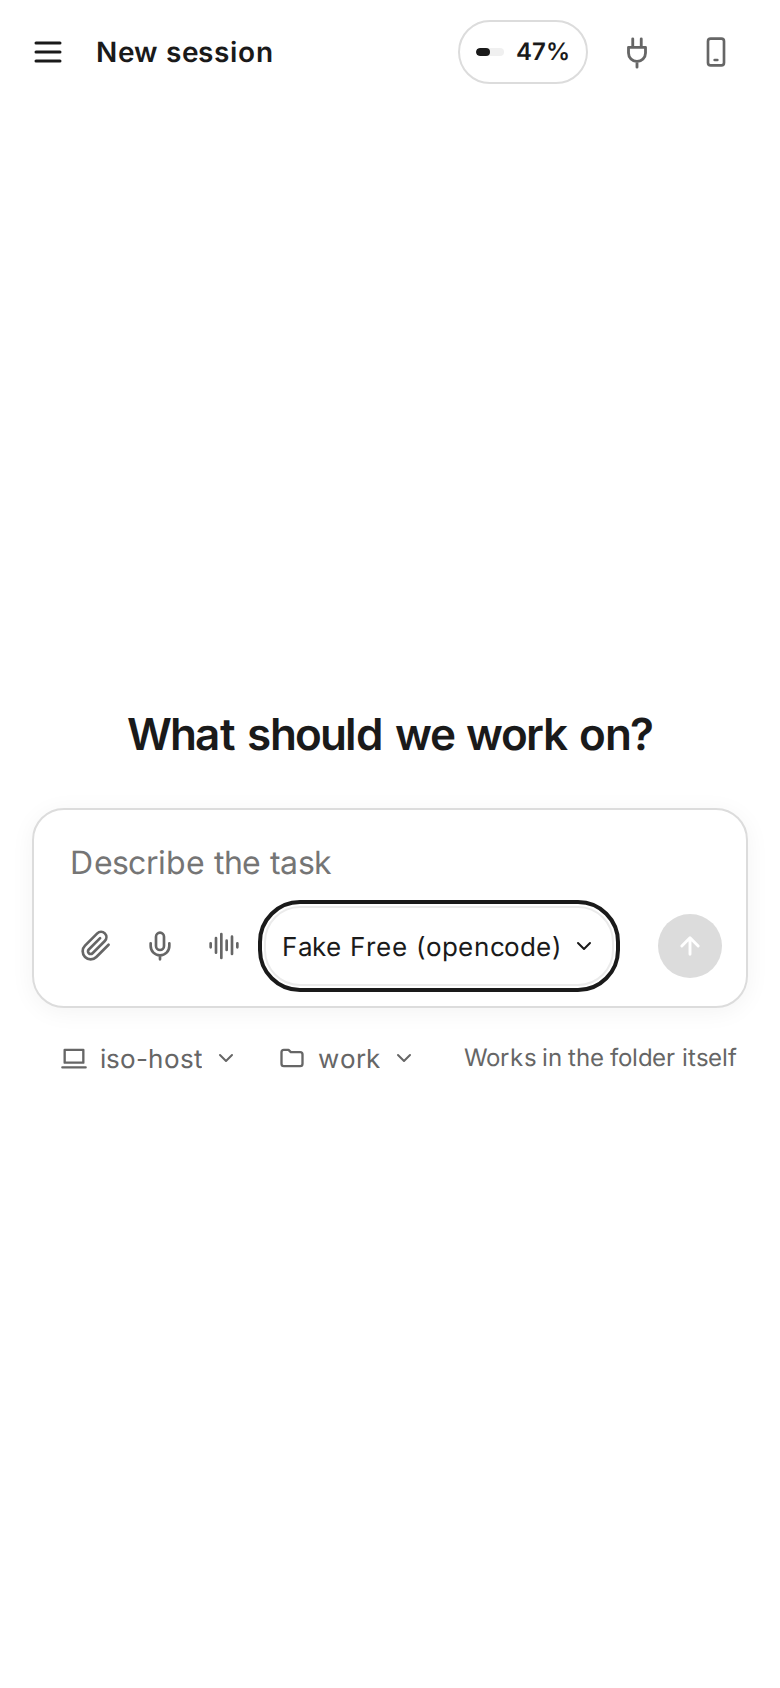 New session
47%
What should we work on?
Describe the task
Fake Free (opencode)
iso-host
work
Works in the folder itself